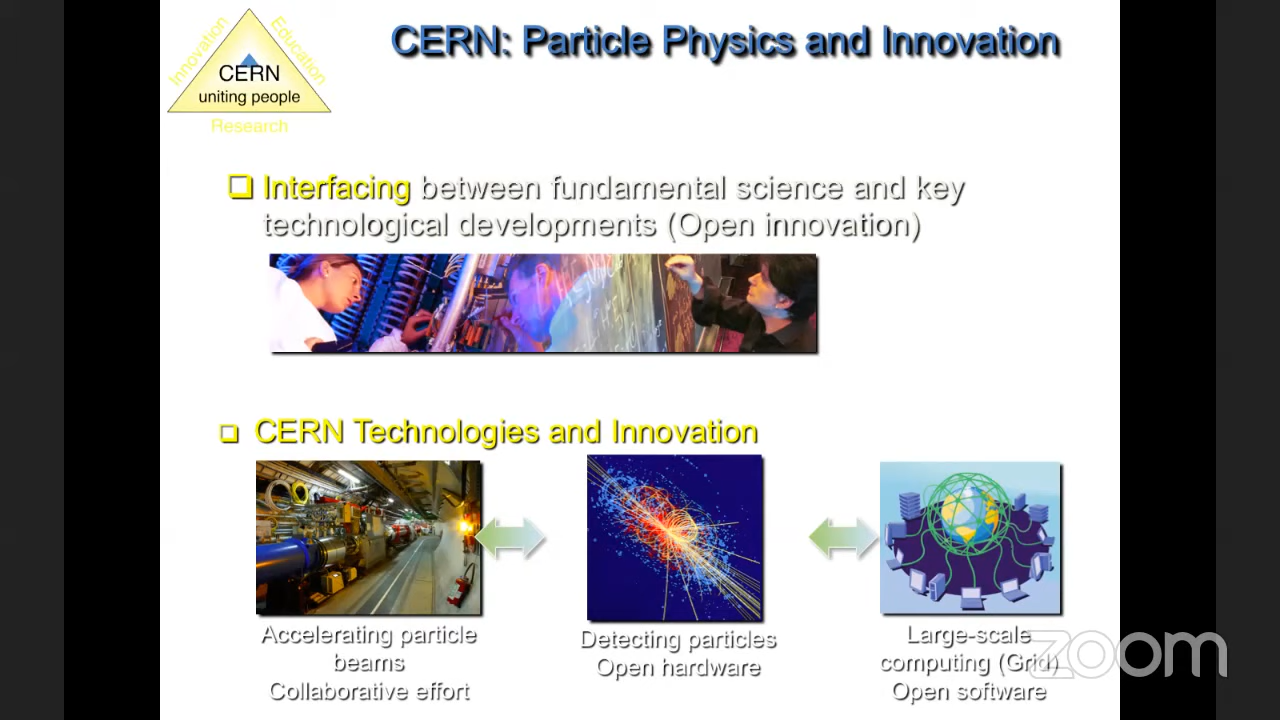 Innovation
Education
CERN
uniting people
Research
CERN: Particle Physics and Innovation
Interfacing between fundamental science and key
technological developments (Open innovation)
CERN Technologies and Innovation
Accelerating particle
beams
Collaborative effort
Detecting particles
Open hardware
Large-scale
computing (Grid)
Open software
zoom